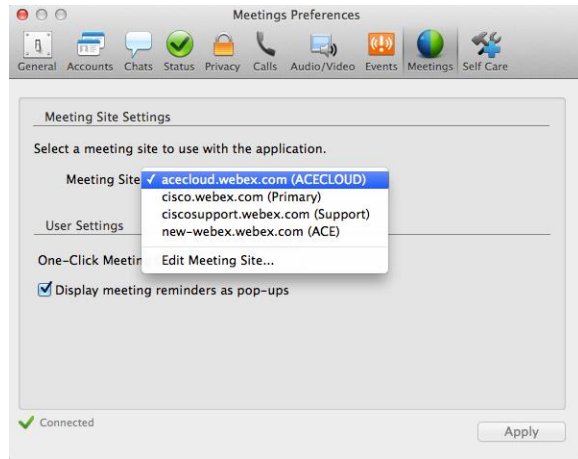 Meetings Preferences
General Accounts Chats Status Privacy Calls Audio/Video Events Meetings Self Care
Meeting Site Settings
Select a meeting site to use with the application.
Meeting Site ✓ acecloud.webex.com (ACECLOUD)
cisco.webex.com (Primary)
ciscosupport.webex.com (Support)
new-webex.webex.com (ACE)
Edit Meeting Site...
User Settings
One-Click Meetin
Display meeting reminders as pop-ups
Connected
Apply